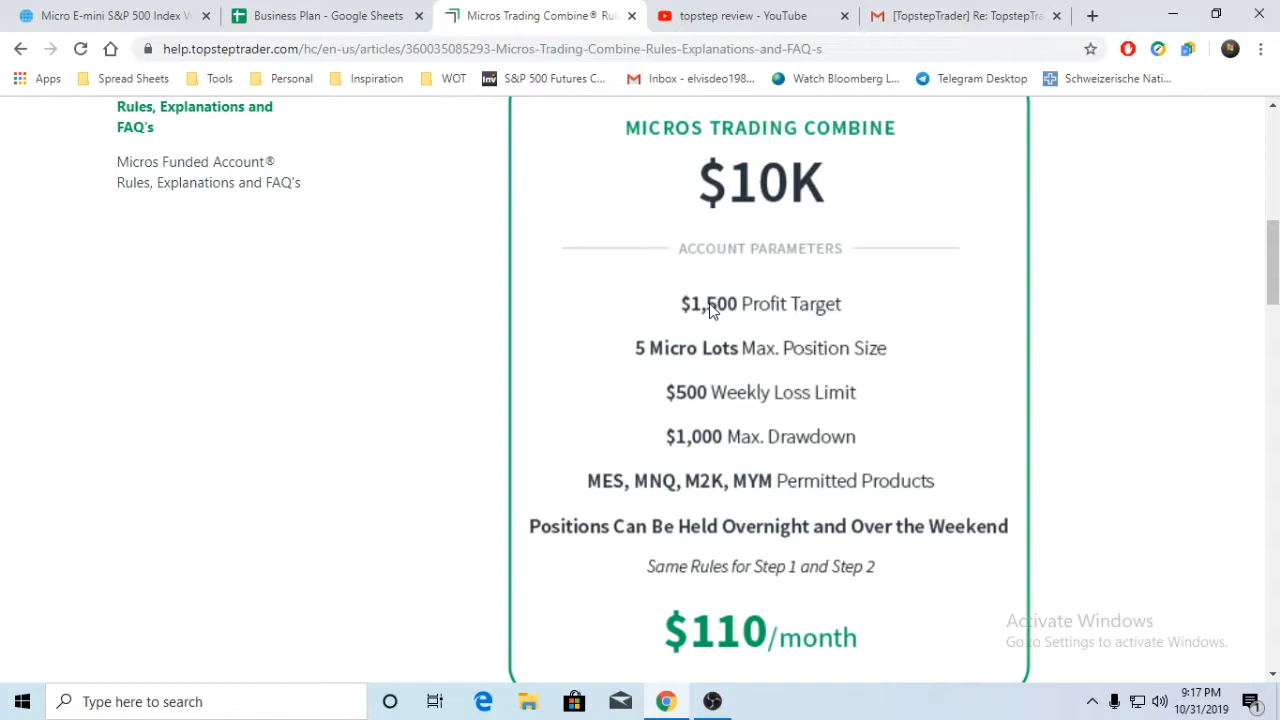 Micro E-mini S&P 500 Index: 
Business Plan - Google Sheets
Micros Trading Combine® Rul
topstep review - YouTube
[TopstepTrader] Re: TopstepTra
help.topsteptrader.com/hc/en-us/articles/360035085293-Micros-Trading-Combine-Rules-Explanations-and-FAQ-s
Apps
Spread Sheets
Tools
Personal
Inspiration
WOT
Inv
S&P 500 Futures C...
Inbox - elvisdeo198...
Watch Bloomberg L...
Telegram Desktop
Schweizerische Nati...
Rules, Explanations and
FAQ's
Micros Funded Account®
Rules, Explanations and FAQ's
MICROS TRADING COMBINE
$10K
ACCOUNT PARAMETERS
$1,500 Profit Target
5 Micro Lots Max. Position Size
$500 Weekly Loss Limit
$1,000 Max. Drawdown
MES, MNQ, M2K, MYM Permitted Products
Positions Can Be Held Overnight and Over the Weekend
Same Rules for Step 1 and Step 2
$110/month
Activate Windows
Go to Settings to activate Windows.
Type here to search
9:17 PM
10/31/2019
1